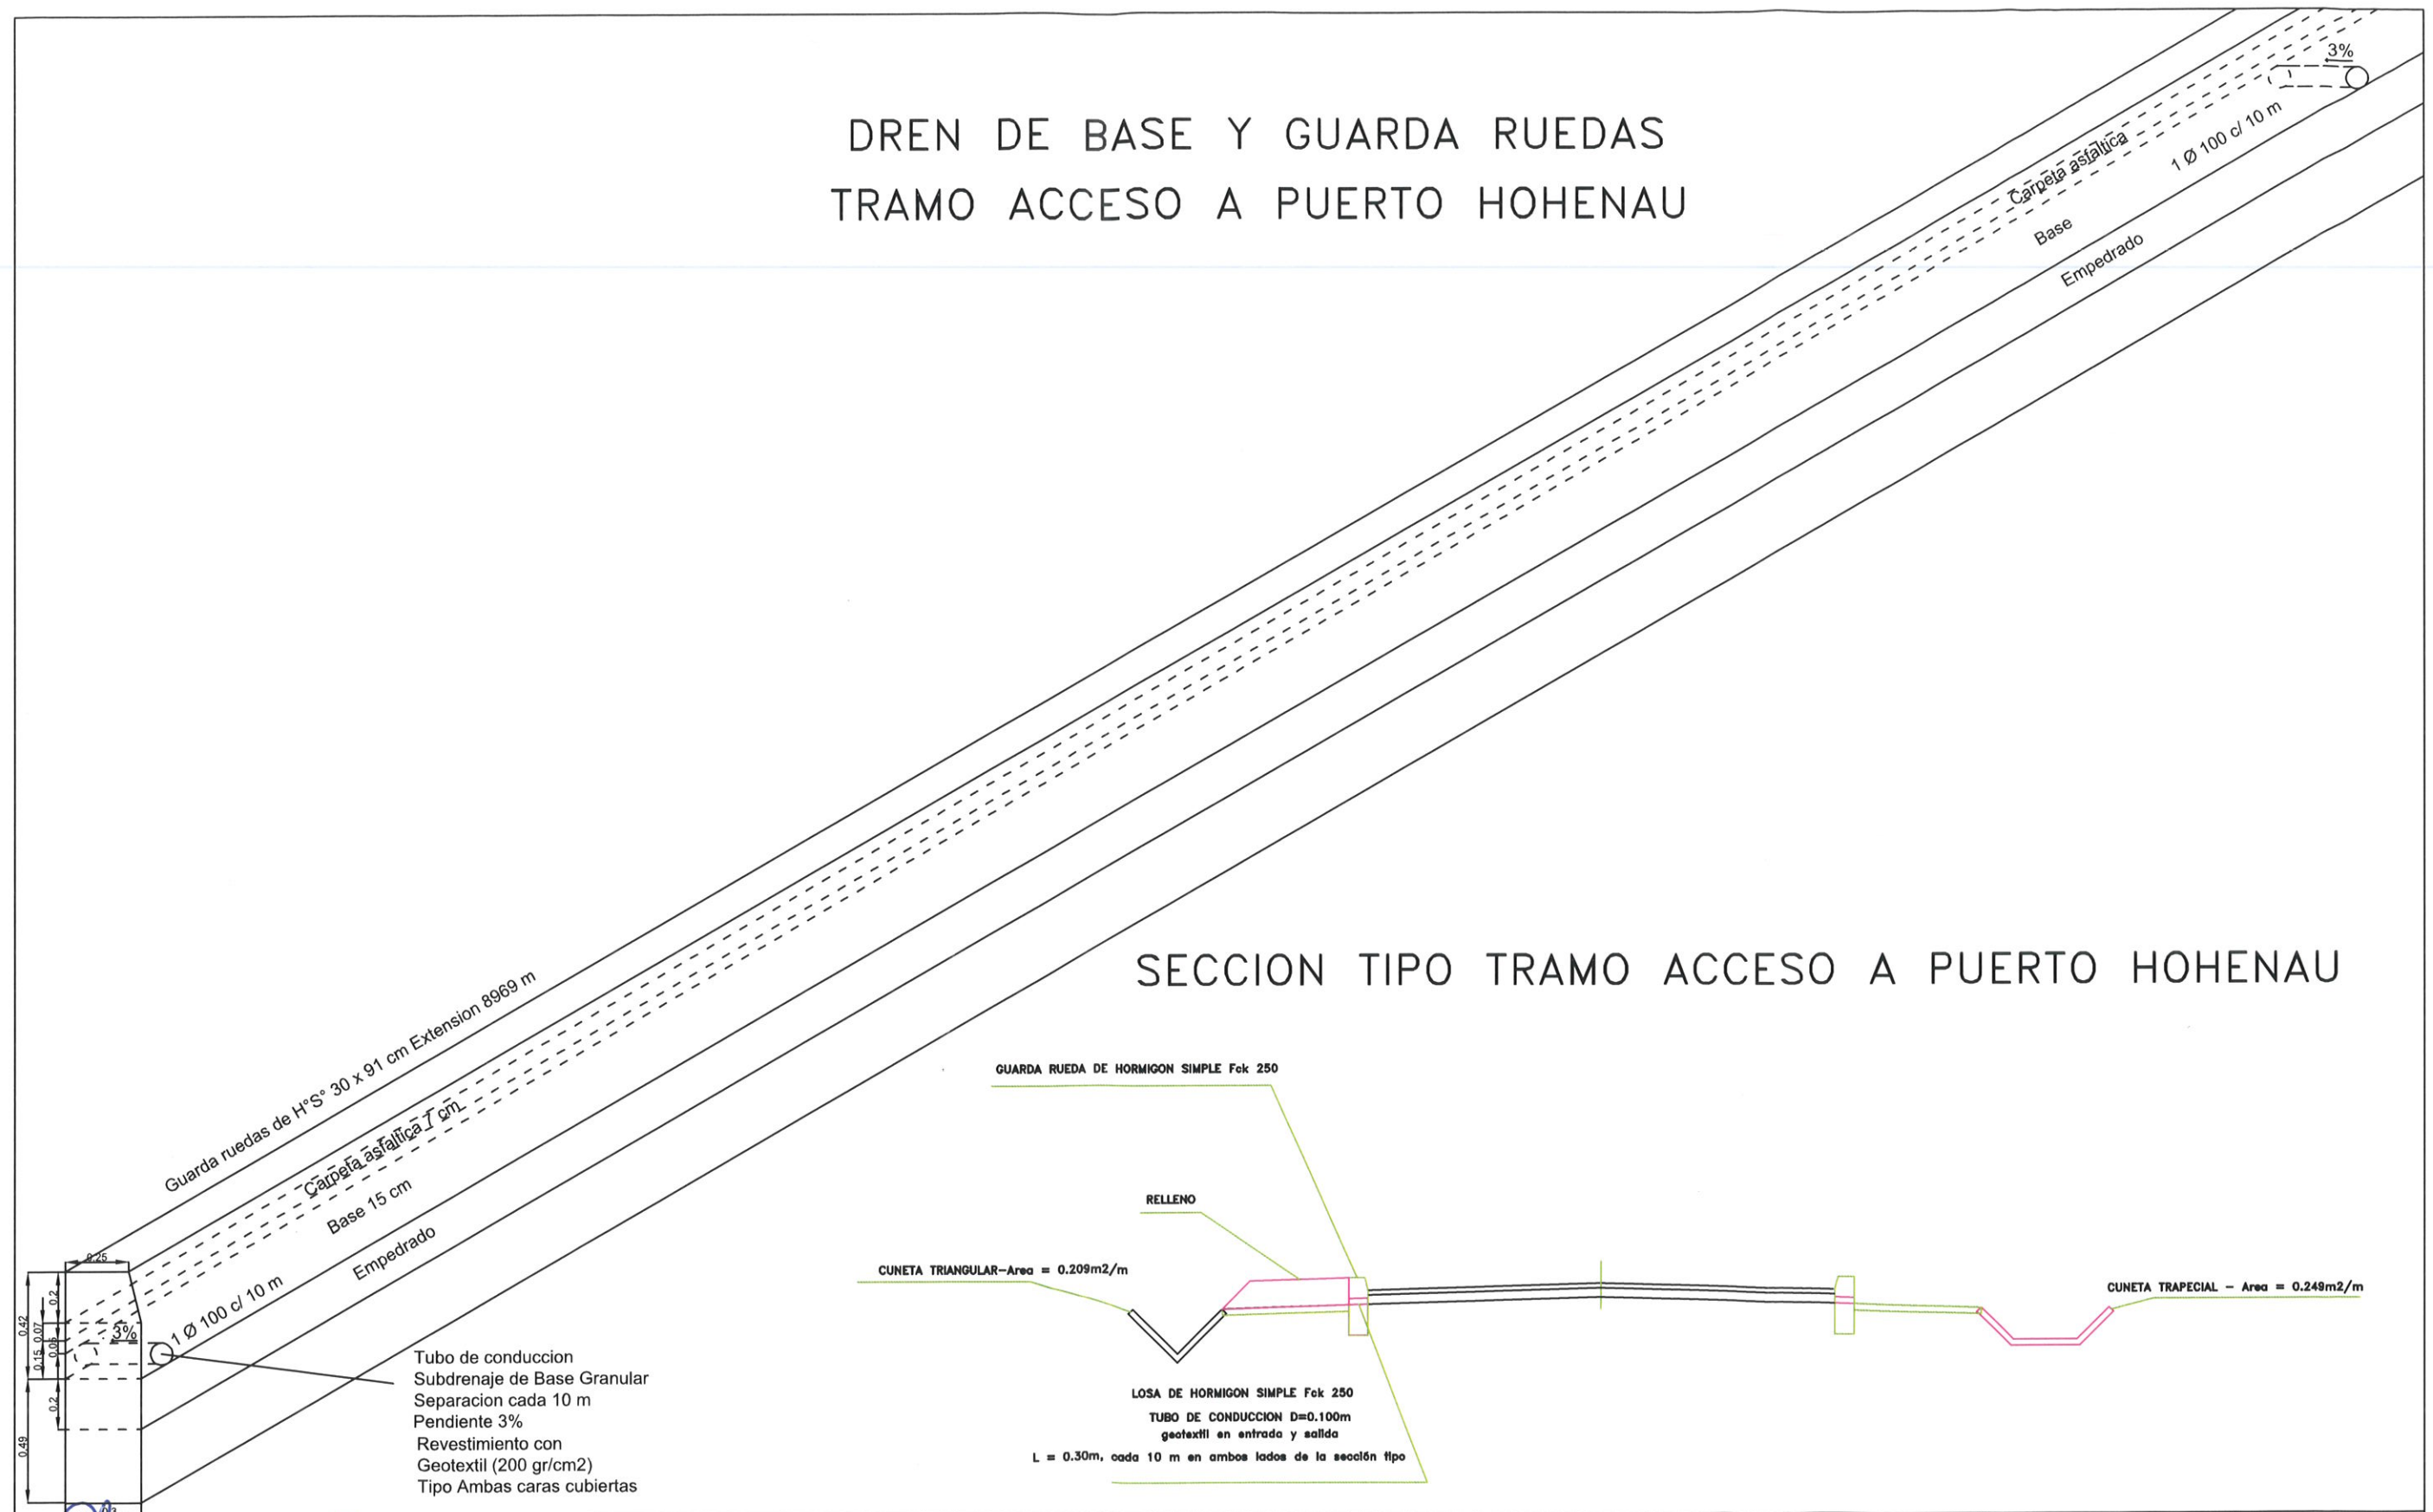 DREN DE BASE Y GUARDA RUEDAS
TRAMO ACCESO A PUERTO HOHENAU
3%
Carpeta asfaltica
1 Ø 100 c/ 10 m
Base
Empedrado
SECCION TIPO TRAMO ACCESO A PUERTO HOHENAU
Guarda ruedas de H°S° 30 x 91 cm Extension 8969 m
Carpeta asfaltica 7 cm
Base 15 cm
Empedrado
1 Ø 100 c/ 10 m
0.25
0.42
0.2
0.07
0.05
0.15
3%
0.2
0.49
0.3
Tubo de conduccion
Subdrenaje de Base Granular
Separacion cada 10 m
Pendiente 3%
Revestimiento con
Geotextil (200 gr/cm2)
Tipo Ambas caras cubiertas
GUARDA RUEDA DE HORMIGON SIMPLE Fck 250
RELLENO
CUNETA TRIANGULAR-Area = 0.209m2/m
CUNETA TRAPECIAL - Area = 0.249m2/m
LOSA DE HORMIGON SIMPLE Fck 250
TUBO DE CONDUCCION D=0.100m
geotextil en entrada y salida
L = 0.30m, cada 10 m en ambos lados de la sección tipo